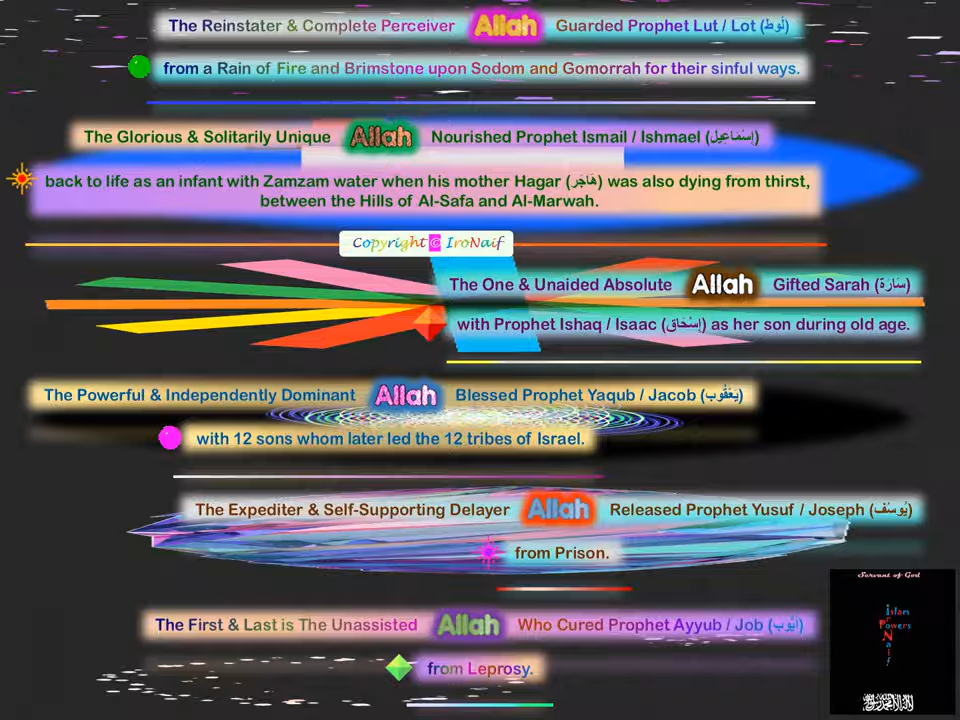 The Reinstater & Complete Perceiver Allah Guarded Prophet Lut / Lot (لُوط)
from a Rain of Fire and Brimstone upon Sodom and Gomorrah for their sinful ways.
The Glorious & Solitarily Unique Allah Nourished Prophet Ismail / Ishmael (إِسْمَاعِيل)
back to life as an infant with Zamzam water when his mother Hagar (هَاجَر) was also dying from thirst,
between the Hills of Al-Safa and Al-Marwah.
Copyright © IroNaif
The One & Unaided Absolute Allah Gifted Sarah (سَارَة)
with Prophet Ishaq / Isaac (إِسْحَاق) as her son during old age.
The Powerful & Independently Dominant Allah Blessed Prophet Yaqub / Jacob (يَعْقُوب)
with 12 sons whom later led the 12 tribes of Israel.
The Expediter & Self-Supporting Delayer Allah Released Prophet Yusuf / Joseph (يُوسُف)
from Prison.
The First & Last is The Unassisted Allah Who Cured Prophet Ayyub / Job (أيُوب)
from Leprosy.
Servant of God
Islam
Powers
Naif